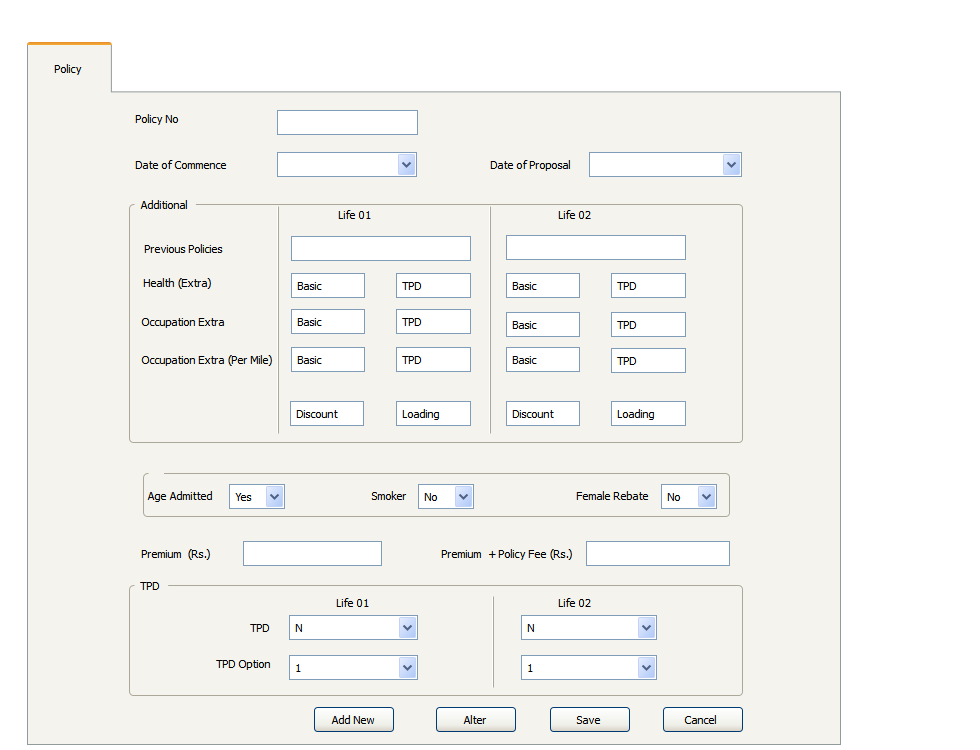 Policy
Policy No
Date of Commence Date of Proposal
Additional
Life 01 Life 02
Previous Policies
Health (Extra) Basic TPD Basic TPD
Occupation Extra Basic TPD Basic TPD
Occupation Extra (Per Mile) Basic TPD Basic TPD
Discount Loading Discount Loading
Age Admitted Yes Smoker No Female Rebate No
Premium (Rs.) Premium + Policy Fee (Rs.)
TPD
Life 01 Life 02
TPD N N
TPD Option 1 1
Add New Alter Save Cancel